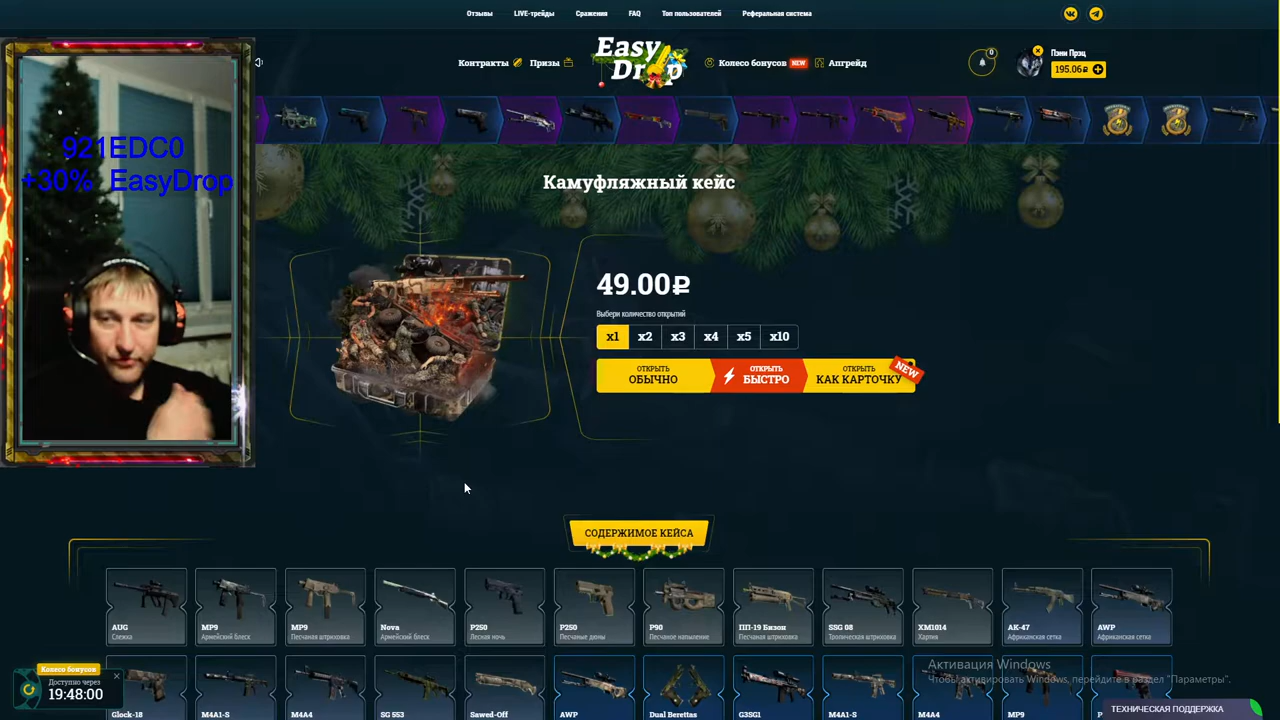 Отзывы
LIVE-трейды
Сражения
FAQ
Топ пользователей
Реферальная система
Контракты
Призы
Easy
Drop
Колесо бонусов
NEW
Апгрейд
0
Пэни Прэц
195.06₽
921EDC0
+30% EasyDrop
Камуфляжный кейс
49.00₽
Выбери количество открытий
x1
x2
x3
x4
x5
x10
ОТКРЫТЬ
ОБЫЧНО
ОТКРЫТЬ
БЫСТРО
ОТКРЫТЬ
КАК КАРТОЧКУ
NEW
СОДЕРЖИМОЕ КЕЙСА
AUG
Слежка
MP9
Армейский блеск
MP9
Песчаная штриховка
Nova
Армейский блеск
P250
Лесная ночь
P250
Песчаные дюны
P90
Песчаное напыление
ПП-19 Бизон
Песчаная штриховка
SSG 08
Тропическая штриховка
XM1014
Хартия
AK-47
Африканская сетка
AWP
Африканская сетка
Glock-18
M4A1-S
M4A4
SG 553
Sawed-Off
AWP
Dual Berettas
G3SG1
M4A1-S
M4A4
MP9
Колесо бонусов
Доступно через
19:48:00
Активация Windows
Чтобы активировать Windows, перейдите в раздел "Параметры".
ТЕХНИЧЕСКАЯ ПОДДЕРЖКА